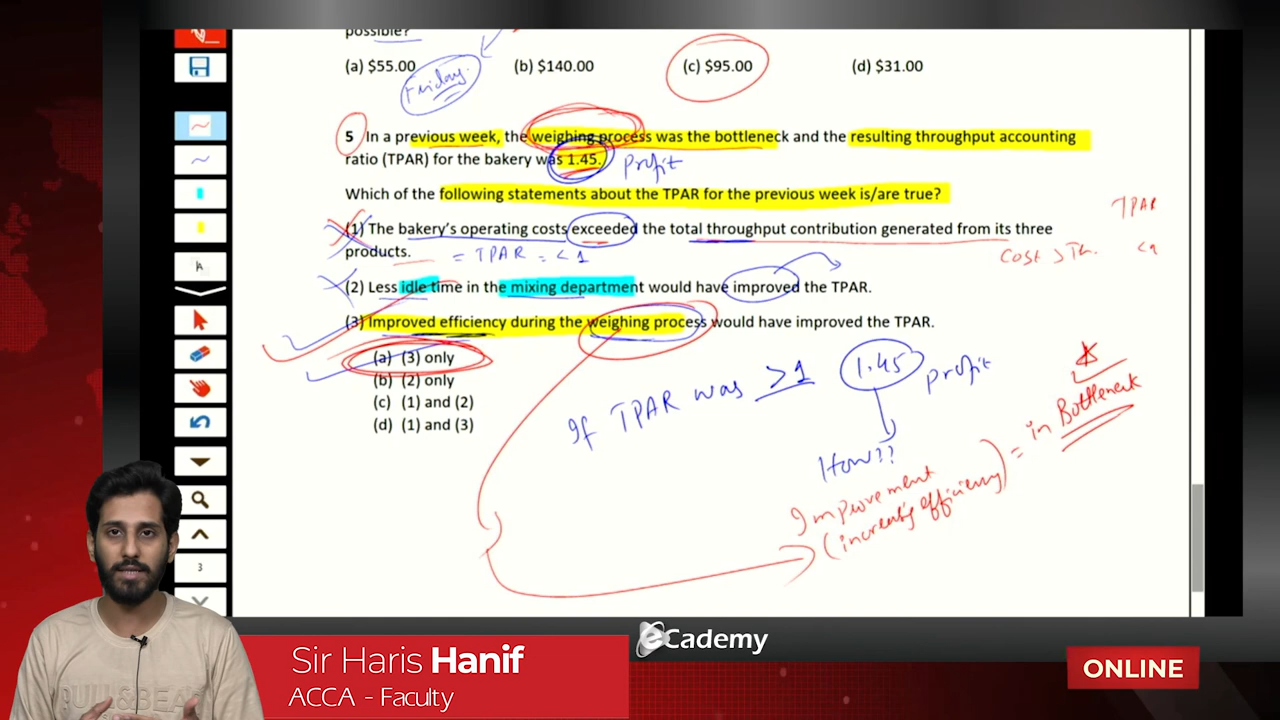 possible?
(a) $55.00 (b) $140.00 (c) $95.00 (d) $31.00
Friday.
5 In a previous week, the weighing process was the bottleneck and the resulting throughput accounting
ratio (TPAR) for the bakery was 1.45. Profit
Which of the following statements about the TPAR for the previous week is/are true?
TPAR
(1) The bakery's operating costs exceeded the total throughput contribution generated from its three
products. = TPAR = <1
Cost > Th. <1
(2) Less idle time in the mixing department would have improved the TPAR.
(3) Improved efficiency during the weighing process would have improved the TPAR.
(a) (3) only
(b) (2) only
(c) (1) and (2)
(d) (1) and (3)
If TPAR was >1 1.45 profit
How??
Improvement
(increasing efficiency) = in Bottleneck
3
eCademy
Sir Haris Hanif
ACCA - Faculty
ONLINE
PULL&BEAR